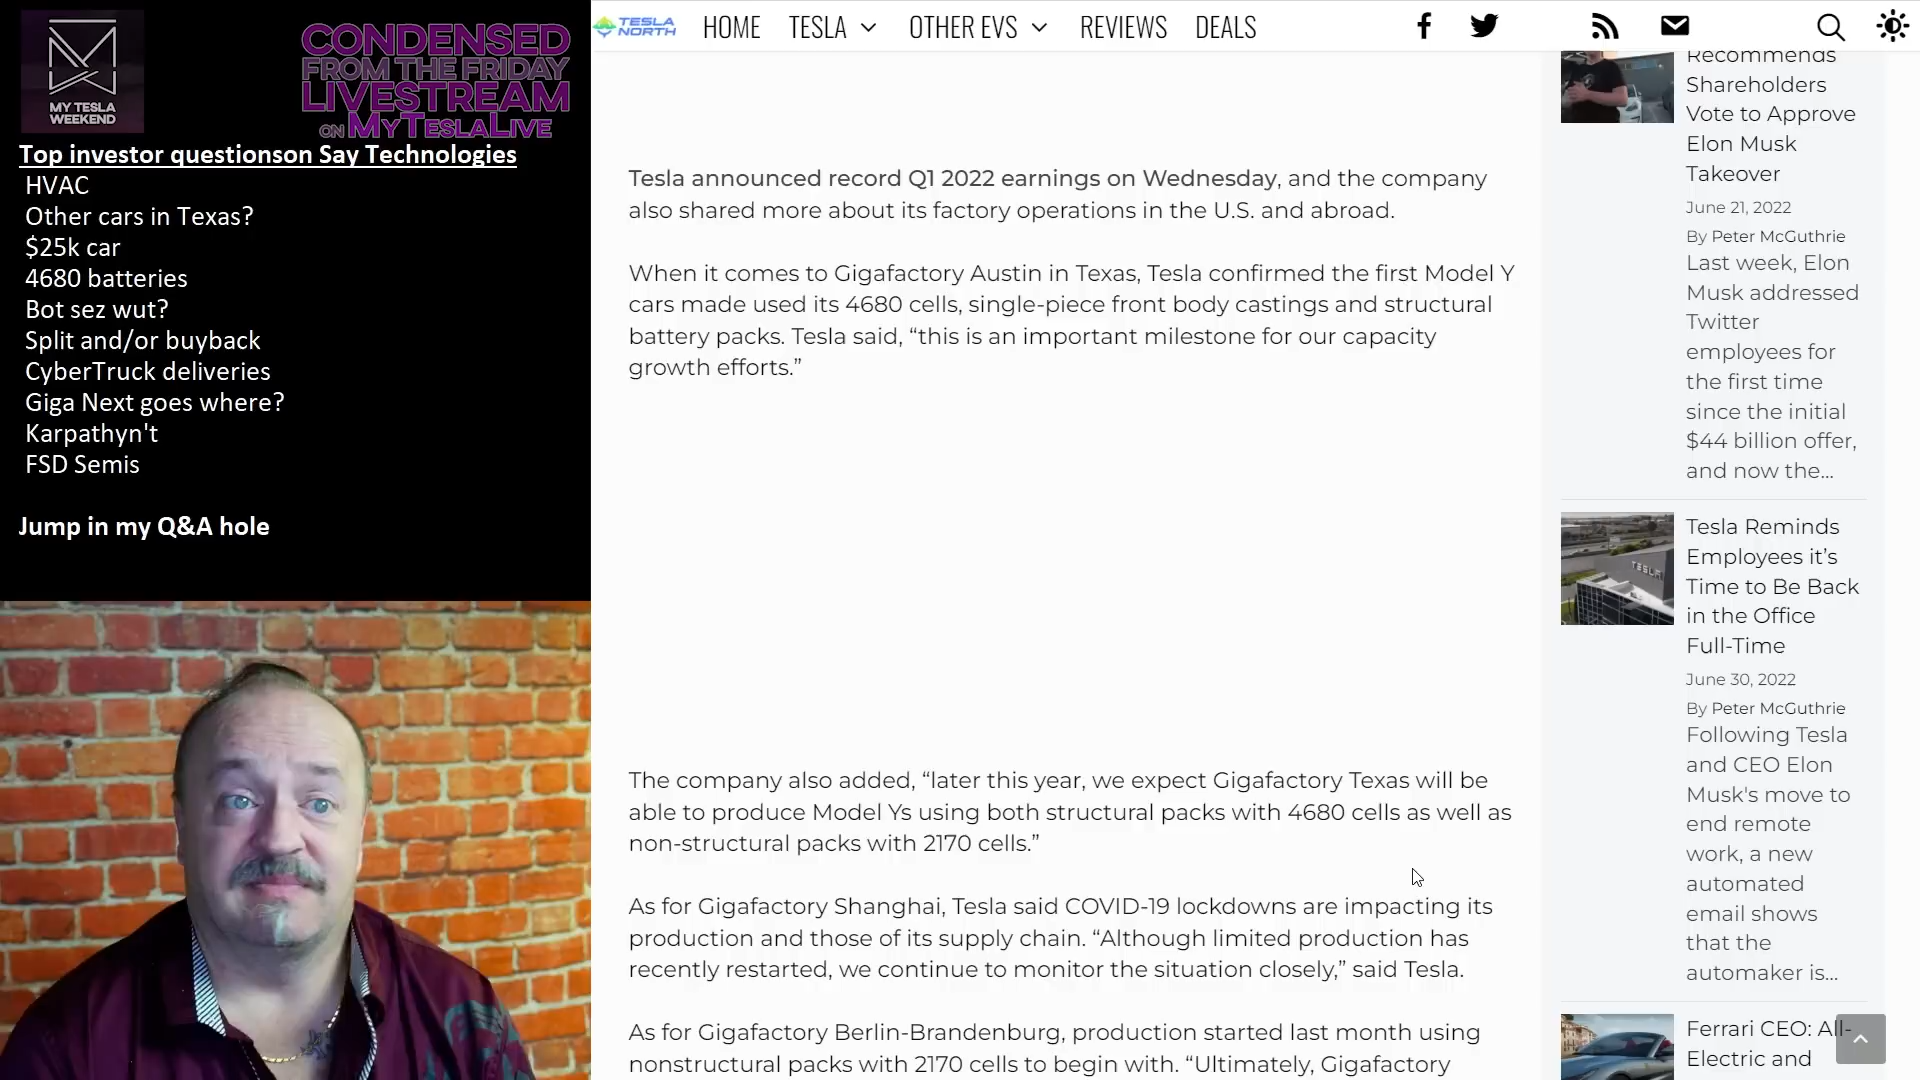 MY TESLA
WEEKEND
CONDENSED
FROM THE FRIDAY
LIVESTREAM
ON MYTESLALIVE
Top investor questionson Say Technologies
HVAC
Other cars in Texas?
$25k car
4680 batteries
Bot sez wut?
Split and/or buyback
CyberTruck deliveries
Giga Next goes where?
Karpathyn't
FSD Semis
Jump in my Q&A hole
TESLA
NORTH
HOME TESLA OTHER EVS REVIEWS DEALS
Tesla announced record Q1 2022 earnings on Wednesday, and the company
also shared more about its factory operations in the U.S. and abroad.
When it comes to Gigafactory Austin in Texas, Tesla confirmed the first Model Y
cars made used its 4680 cells, single-piece front body castings and structural
battery packs. Tesla said, “this is an important milestone for our capacity
growth efforts.”
The company also added, “later this year, we expect Gigafactory Texas will be
able to produce Model Ys using both structural packs with 4680 cells as well as
non-structural packs with 2170 cells.”
As for Gigafactory Shanghai, Tesla said COVID-19 lockdowns are impacting its
production and those of its supply chain. “Although limited production has
recently restarted, we continue to monitor the situation closely,” said Tesla.
As for Gigafactory Berlin-Brandenburg, production started last month using
nonstructural packs with 2170 cells to begin with. “Ultimately, Gigafactory
Recommends
Shareholders
Vote to Approve
Elon Musk
Takeover
June 21, 2022
By Peter McGuthrie
Last week, Elon
Musk addressed
Twitter
employees for
the first time
since the initial
$44 billion offer,
and now the...
TESLA
Tesla Reminds
Employees it’s
Time to Be Back
in the Office
Full-Time
June 30, 2022
By Peter McGuthrie
Following Tesla
and CEO Elon
Musk's move to
end remote
work, a new
automated
email shows
that the
automaker is...
Ferrari CEO: All-
Electric and